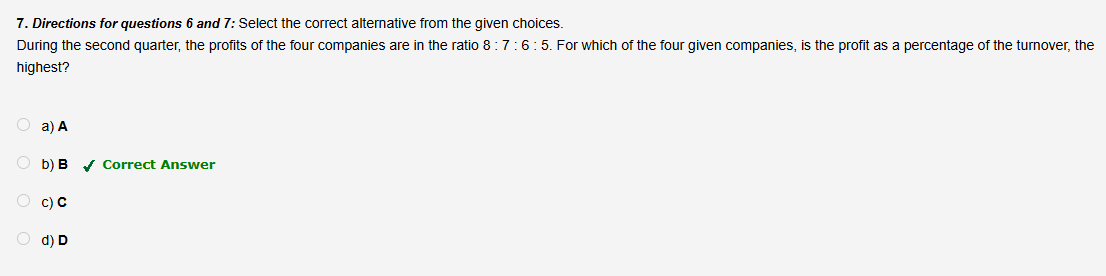 7. Directions for questions 6 and 7: Select the correct alternative from the given choices.
During the second quarter, the profits of the four companies are in the ratio 8 : 7 : 6 : 5. For which of the four given companies, is the profit as a percentage of the turnover, the
highest?
a) A
b) B ✓ Correct Answer
c) C
d) D